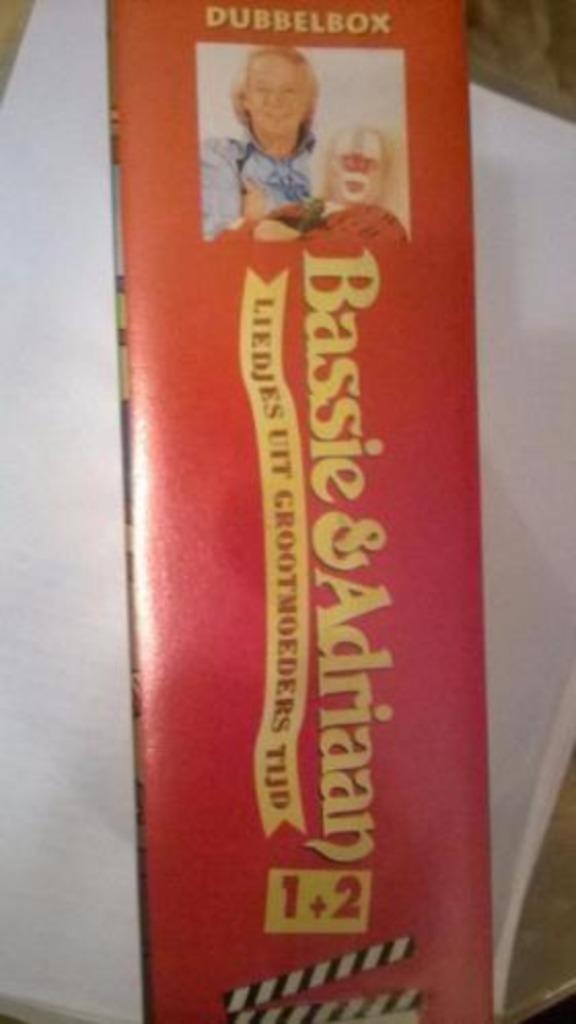 DUBBELBOX
Bassie & Adriaan
LIEDJES UIT GROOTMOEDERS TIJD
1+2